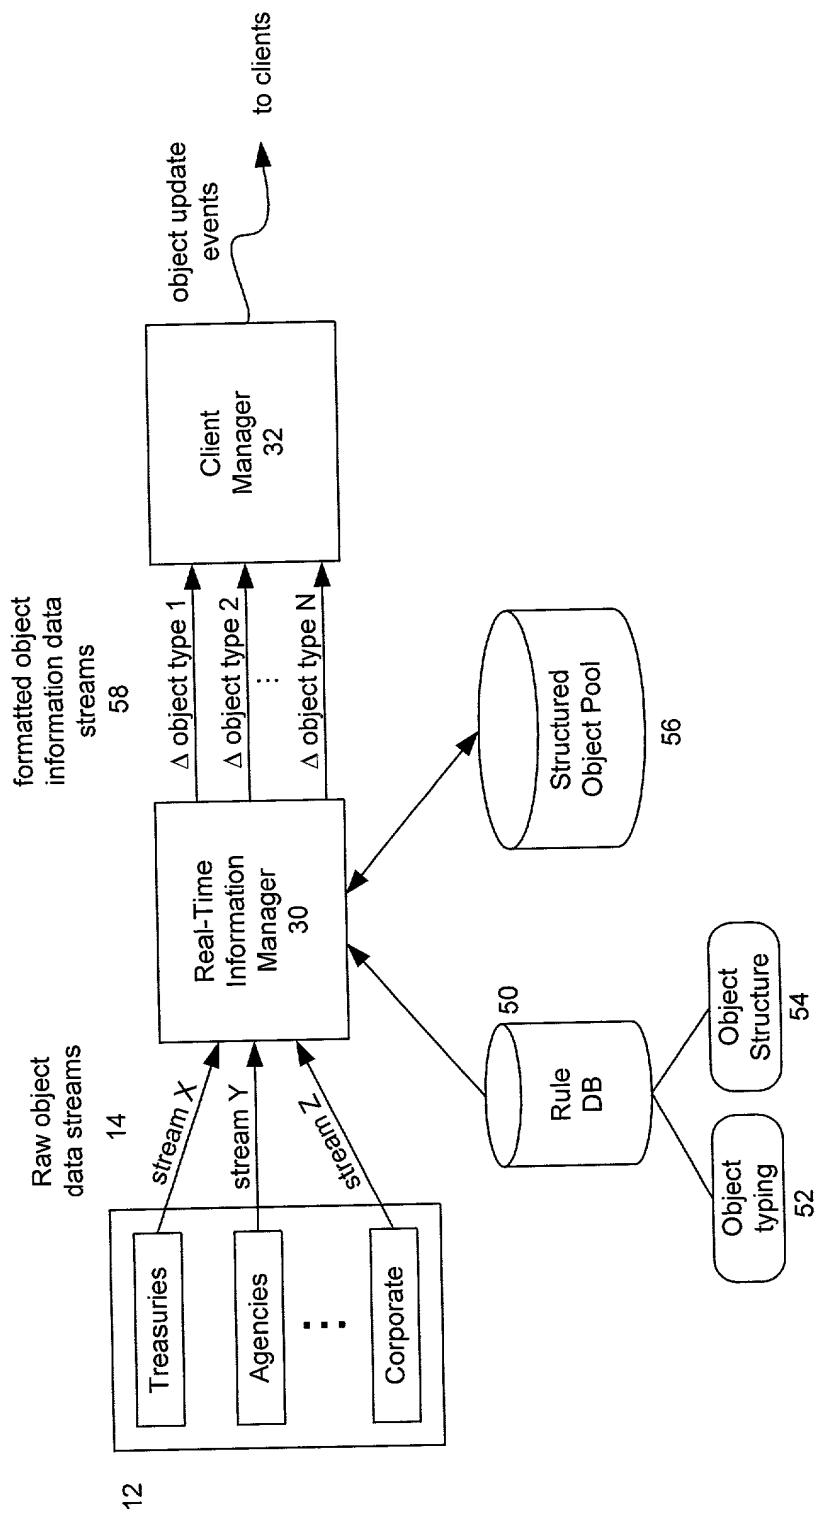 12
Treasuries
Agencies
⋮
Corporate
Raw object
data streams
14
stream X
stream Y
stream Z
Real-Time
Information
Manager
30
formatted object
information data
streams
58
Δ object type 1
Δ object type 2
⋮
Δ object type N
Client
Manager
32
object update
events
to clients
Rule
DB
50
Object
typing
52
Object
Structure
54
Structured
Object Pool
56